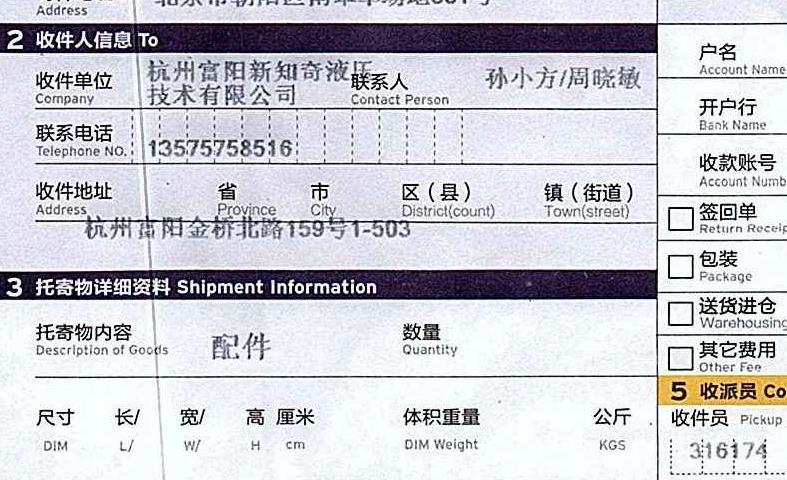 Address
2 收件人信息 To
收件单位 杭州富阳新知奇液压
技术有限公司
Company
联系人 孙小方/周晓敏
Contact Person
联系电话
Telephone NO. 13575758516
收件地址 省 市 区（县） 镇（街道）
Address Province City District(count) Town(street)
杭州富阳金桥北路159号1-503
3 托寄物详细资料 Shipment Information
托寄物内容 配件 数量
Description of Goods Quantity
尺寸 长/ 宽/ 高 厘米 体积重量 公斤
DIM L/ W/ H cm DIM Weight KGS
户名
Account Name
开户行
Bank Name
收款账号
Account Numb
签回单
Return Receip
包装
Package
送货进仓
Warehousing
其它费用
Other Fee
5 收派员 Co
收件员 Pickup
316174